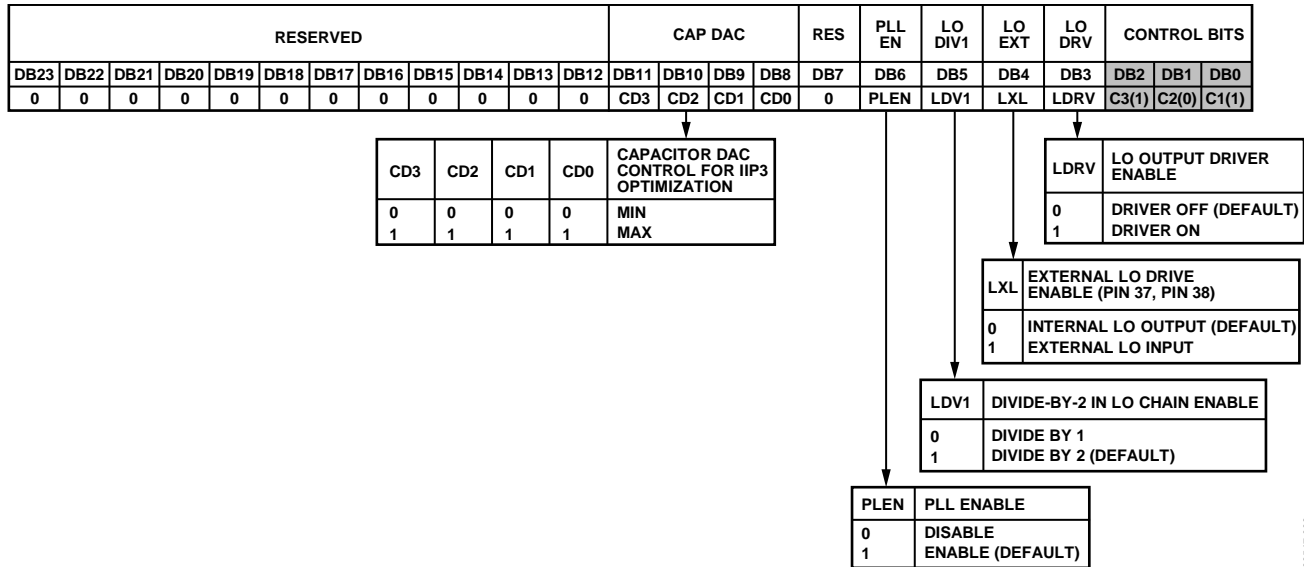 RESERVED CAP DAC RES PLL EN LO DIV1 LO EXT LO DRV CONTROL BITS
DB23 DB22 DB21 DB20 DB19 DB18 DB17 DB16 DB15 DB14 DB13 DB12 DB11 DB10 DB9 DB8 DB7 DB6 DB5 DB4 DB3 DB2 DB1 DB0
0 0 0 0 0 0 0 0 0 0 0 0 CD3 CD2 CD1 CD0 0 PLEN LDV1 LXL LDRV C3(1) C2(0) C1(1)
CD3 CD2 CD1 CD0 CAPACITOR DAC
CONTROL FOR IIP3
OPTIMIZATION
0 0 0 0 MIN
1 1 1 1 MAX
LDRV LO OUTPUT DRIVER
ENABLE
0 DRIVER OFF (DEFAULT)
1 DRIVER ON
LXL EXTERNAL LO DRIVE
ENABLE (PIN 37, PIN 38)
0 INTERNAL LO OUTPUT (DEFAULT)
1 EXTERNAL LO INPUT
LDV1 DIVIDE-BY-2 IN LO CHAIN ENABLE
0 DIVIDE BY 1
1 DIVIDE BY 2 (DEFAULT)
PLEN PLL ENABLE
0 DISABLE
1 ENABLE (DEFAULT)